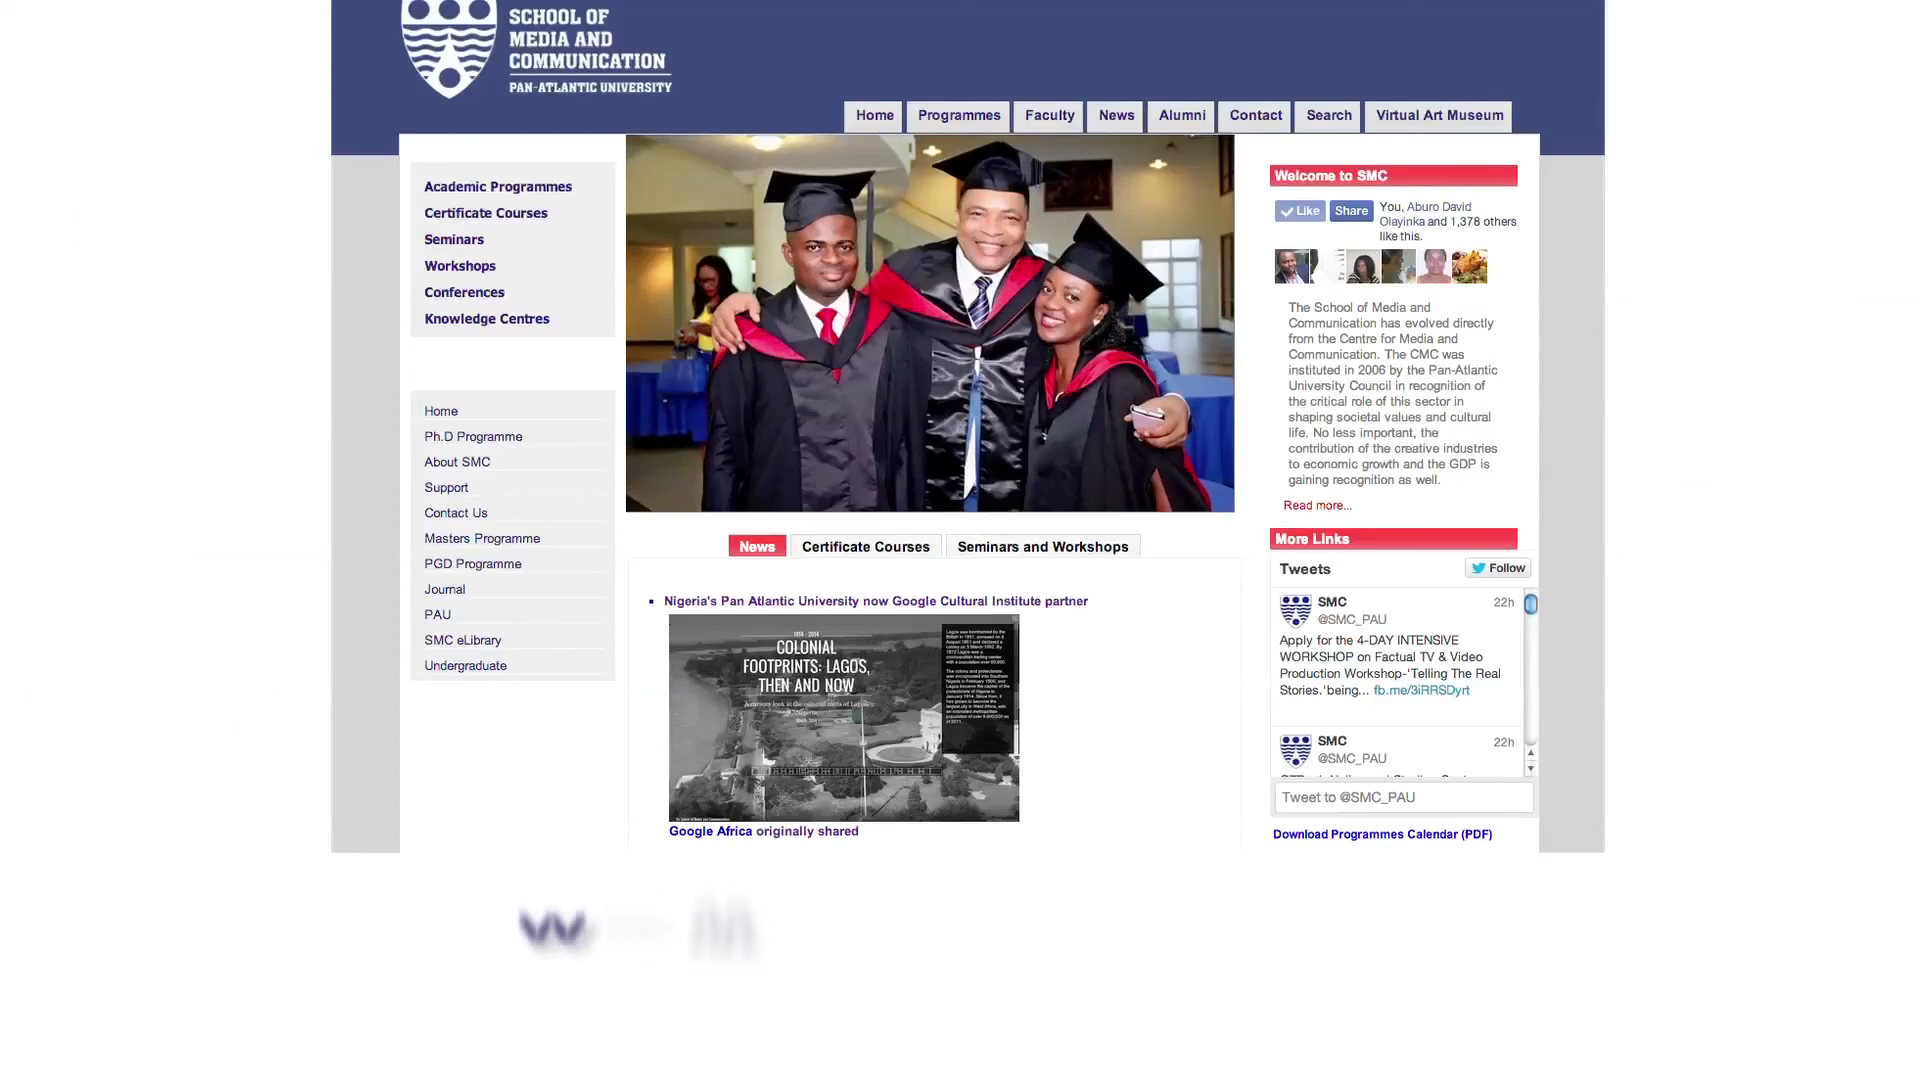 SCHOOL OF
MEDIA AND
COMMUNICATION
PAN-ATLANTIC UNIVERSITY
Home
Programmes
Faculty
News
Alumni
Contact
Search
Virtual Art Museum
Academic Programmes
Certificate Courses
Seminars
Workshops
Conferences
Knowledge Centres
Home
Ph.D Programme
About SMC
Support
Contact Us
Masters Programme
PGD Programme
Journal
PAU
SMC eLibrary
Undergraduate
News
Certificate Courses
Seminars and Workshops
Nigeria's Pan Atlantic University now Google Cultural Institute partner
1914 - 2014
COLONIAL
FOOTPRINTS: LAGOS,
THEN AND NOW
Google Africa originally shared
Welcome to SMC
Like
Share
You, Aburo David
Olayinka and 1,378 others
like this.
The School of Media and
Communication has evolved directly
from the Centre for Media and
Communication. The CMC was
instituted in 2006 by the Pan-Atlantic
University Council in recognition of
the critical role of this sector in
shaping societal values and cultural
life. No less important, the
contribution of the creative industries
to economic growth and the GDP is
gaining recognition as well.
Read more...
More Links
Tweets
Follow
SMC
22h
@SMC_PAU
Apply for the 4-DAY INTENSIVE
WORKSHOP on Factual TV & Video
Production Workshop-'Telling The Real
Stories.'being... fb.me/3iRRSDyrt
SMC
22h
@SMC_PAU
Tweet to @SMC_PAU
Download Programmes Calendar (PDF)